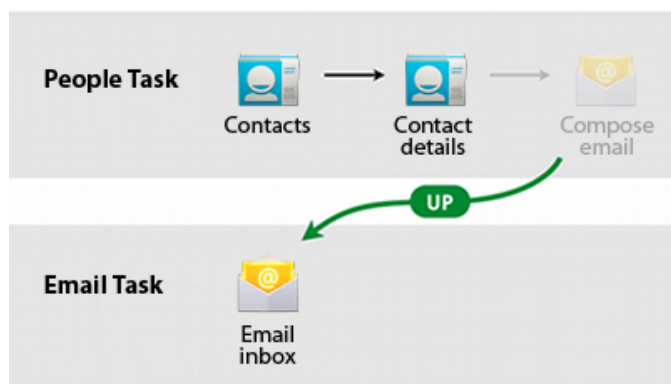 People Task
Contacts
Contact
details
Compose
email
UP
Email Task
Email
inbox